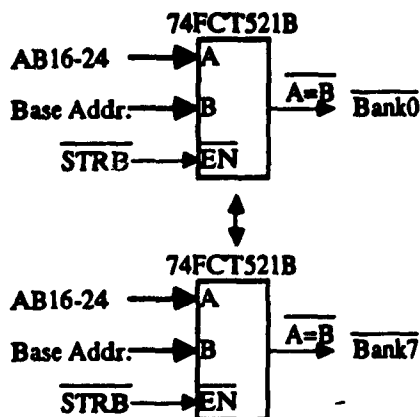 74FCT521B
AB16-24 A
Base Addr. B A=B Bank0
STRB EN
74FCT521B
AB16-24 A
Base Addr. B A=B Bank7
STRB EN